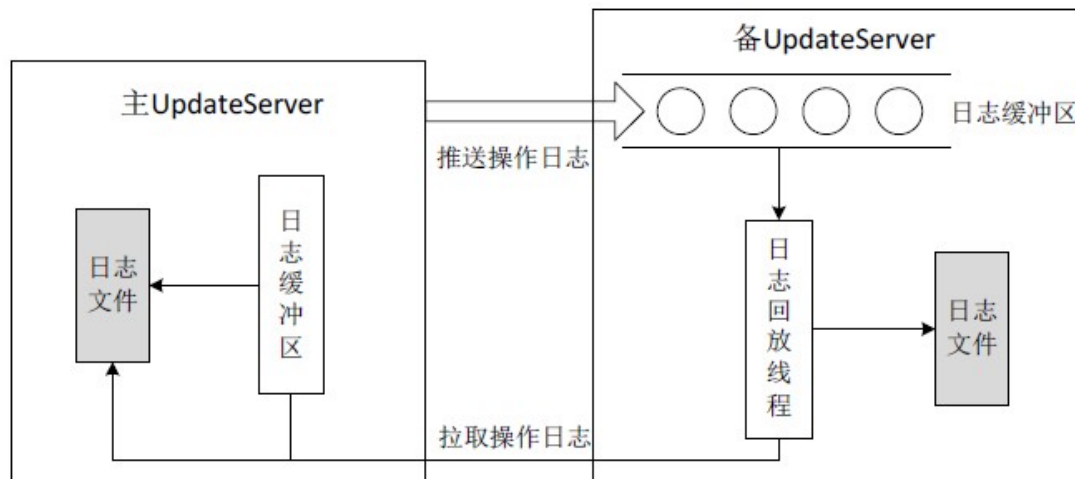 备UpdateServer
主UpdateServer
日志缓冲区
推送操作日志
日志缓冲区
日志
文件
日志回放线程
日志
文件
拉取操作日志